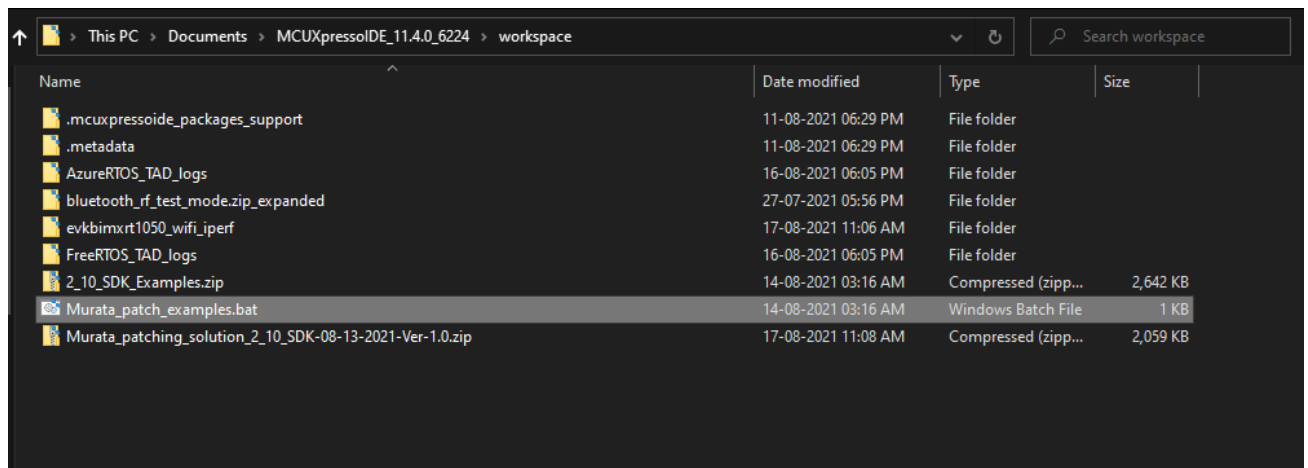 This PC > Documents > MCUXpressoIDE_11.4.0_6224 > workspace Search workspace
Name Date modified Type Size
.mcuxpressoide_packages_support 11-08-2021 06:29 PM File folder
.metadata 11-08-2021 06:29 PM File folder
AzureRTOS_TAD_logs 16-08-2021 06:05 PM File folder
bluetooth_rf_test_mode.zip_expanded 27-07-2021 05:56 PM File folder
evkbimxrt1050_wifi_iperf 17-08-2021 11:06 AM File folder
FreeRTOS_TAD_logs 16-08-2021 06:05 PM File folder
2_10_SDK_Examples.zip 14-08-2021 03:16 AM Compressed (zipp... 2,642 KB
Murata_patch_examples.bat 14-08-2021 03:16 AM Windows Batch File 1 KB
Murata_patching_solution_2_10_SDK-08-13-2021-Ver-1.0.zip 17-08-2021 11:08 AM Compressed (zipp... 2,059 KB